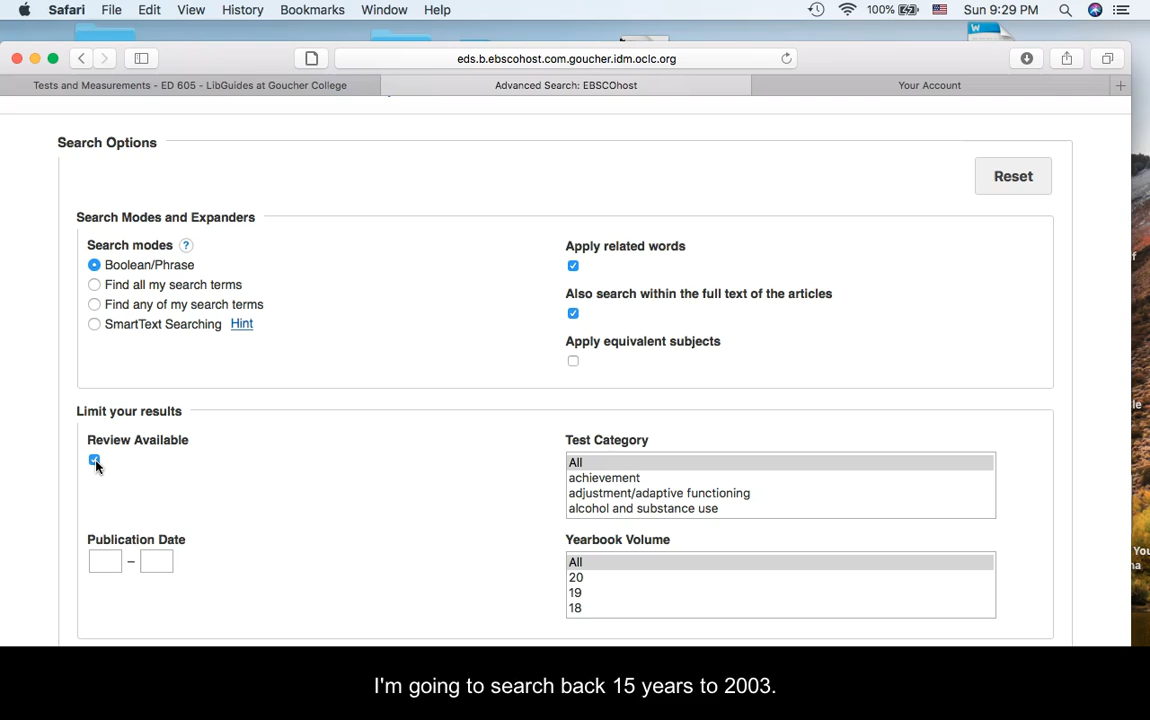 Safari File Edit View History Bookmarks Window Help 100% Sun 9:29 PM
eds.b.ebscohost.com.goucher.idm.oclc.org
Tests and Measurements - ED 605 - LibGuides at Goucher College Advanced Search: EBSCOhost Your Account
Search Options
Reset
Search Modes and Expanders
Search modes ?
Boolean/Phrase
Find all my search terms
Find any of my search terms
SmartText Searching Hint
Apply related words
Also search within the full text of the articles
Apply equivalent subjects
Limit your results
Review Available
Test Category
All
achievement
adjustment/adaptive functioning
alcohol and substance use
Publication Date
–
Yearbook Volume
All
20
19
18
I'm going to search back 15 years to 2003.